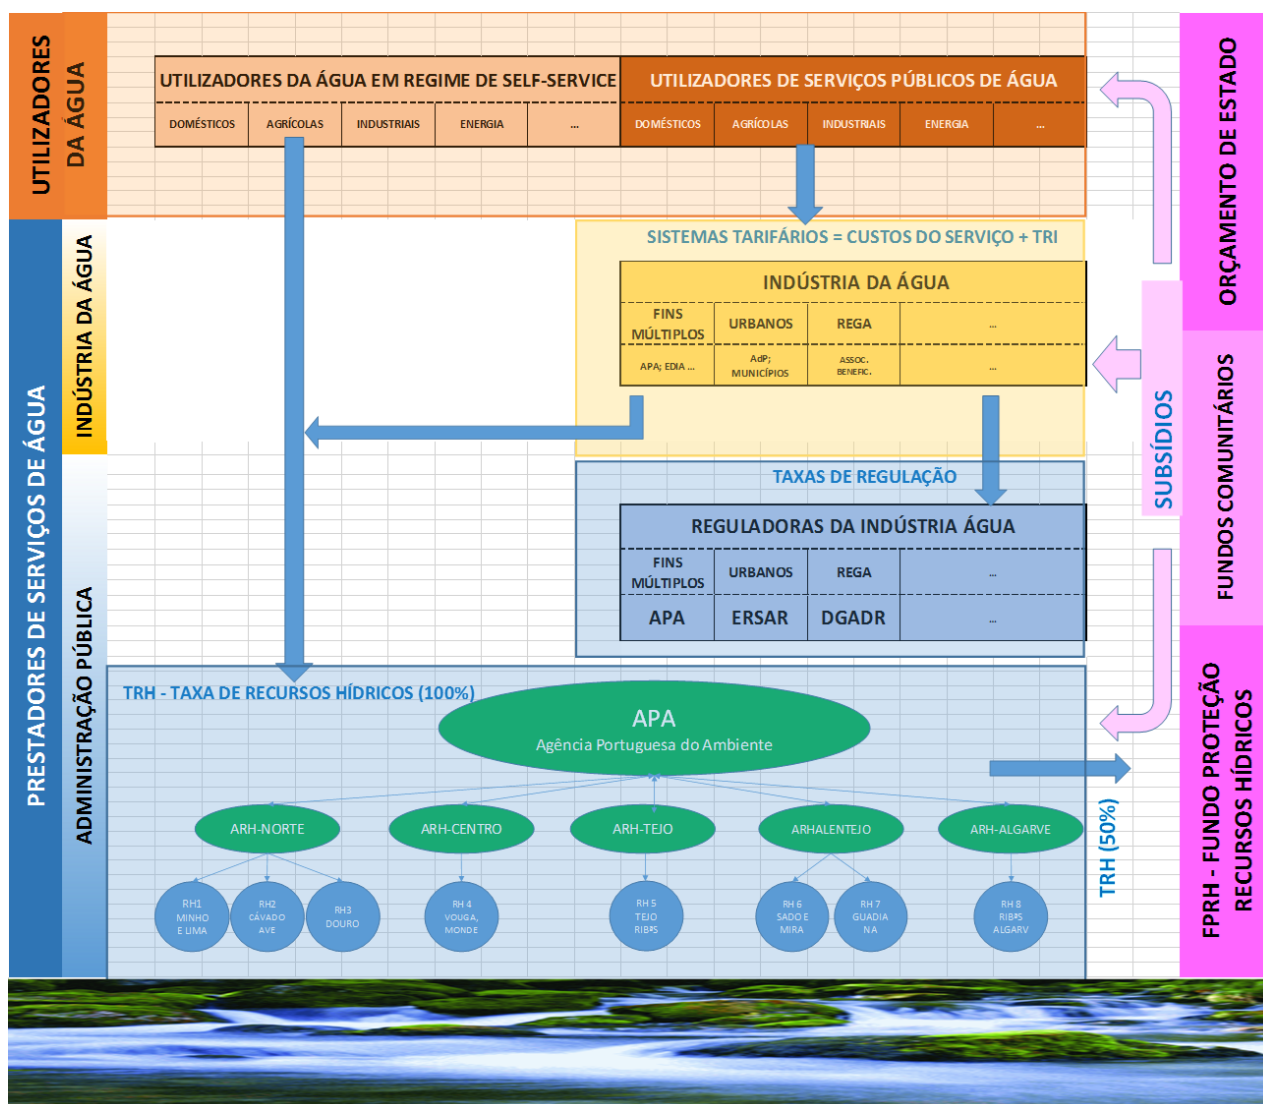 UTILIZADORES
DA ÁGUA
UTILIZADORES DA ÁGUA EM REGIME DE SELF-SERVICE
DOMÉSTICOS AGRÍCOLAS INDUSTRIAIS ENERGIA ...
UTILIZADORES DE SERVIÇOS PÚBLICOS DE ÁGUA
DOMÉSTICOS AGRÍCOLAS INDUSTRIAIS ENERGIA ...
ORÇAMENTO DE ESTADO
PRESTADORES DE SERVIÇOS DE ÁGUA
INDÚSTRIA DA ÁGUA
SISTEMAS TARIFÁRIOS = CUSTOS DO SERVIÇO + TRI
INDÚSTRIA DA ÁGUA
FINS
MÚLTIPLOS
URBANOS
REGA
...
APA; EDIA ...
AdP;
MUNICÍPIOS
ASSOC.
BENEFIC.
...
SUBSÍDIOS
FUNDOS COMUNITÁRIOS
ADMINISTRAÇÃO PÚBLICA
TAXAS DE REGULAÇÃO
REGULADORAS DA INDÚSTRIA ÁGUA
FINS
MÚLTIPLOS
URBANOS
REGA
...
APA ERSAR DGADR ...
TRH - TAXA DE RECURSOS HÍDRICOS (100%)
APA
Agência Portuguesa do Ambiente
ARH-NORTE
ARH-CENTRO
ARH-TEJO
ARHALENTEJO
ARH-ALGARVE
RH1
MINHO
E LIMA
RH2
CÁVADO
AVE
RH3
DOURO
RH 4
VOUGA,
MONDE
RH 5
TEJO
RIBªS
RH 6
SADO E
MIRA
RH 7
GUADIA
NA
RH 8
RIBªS
ALGARV
TRH (50%)
FPRH - FUNDO PROTEÇÃO
RECURSOS HÍDRICOS